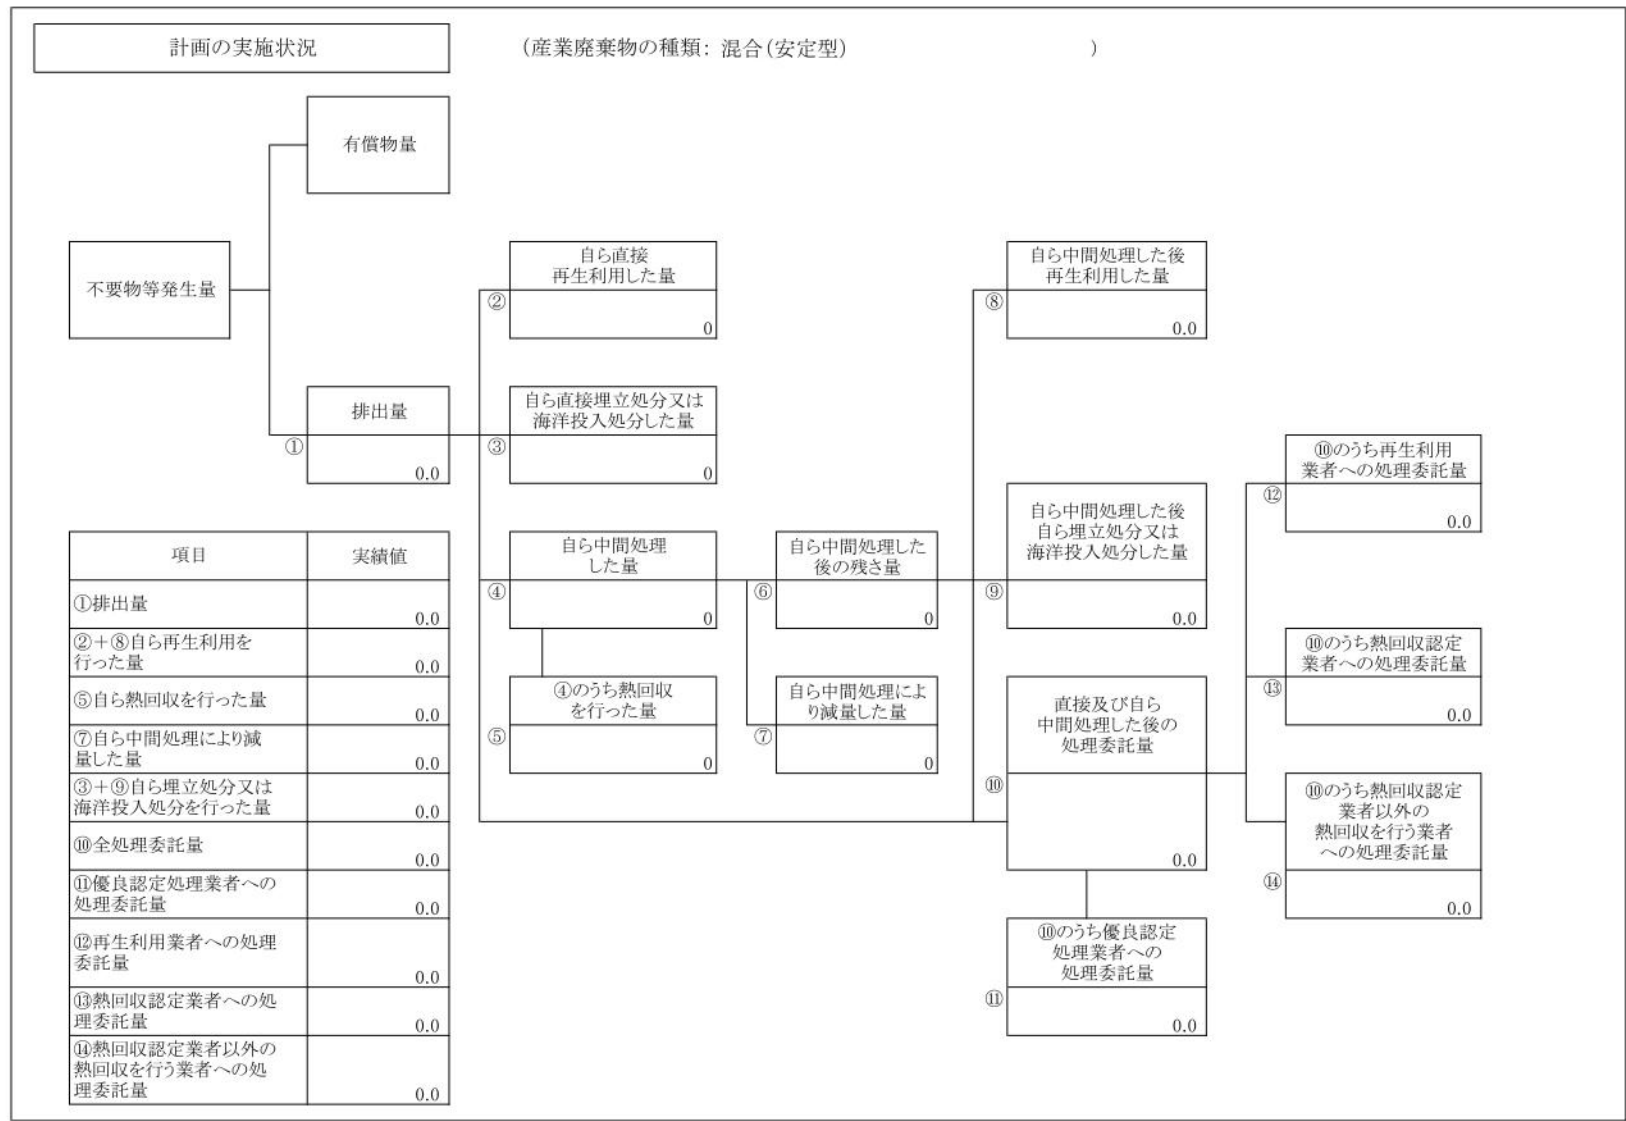 計画の実施状況
(産業廃棄物の種類: 混合(安定型) )
有償物量
不要物等発生量
自ら直接
再生利用した量
②
0
自ら中間処理した後
再生利用した量
⑧
0.0
排出量
①
0.0
自ら直接埋立処分又は
海洋投入処分した量
③
0
⑩のうち再生利用
業者への処理委託量
⑫
0.0
自ら中間処理
した量
④
0
自ら中間処理した
後の残さ量
⑥
0
自ら中間処理した後
自ら埋立処分又は
海洋投入処分した量
⑨
0.0
⑩のうち熱回収認定
業者への処理委託量
⑬
0.0
④のうち熱回収
を行った量
⑤
0
自ら中間処理によ
り減量した量
⑦
0
直接及び自ら
中間処理した後の
処理委託量
⑩
0.0
⑩のうち熱回収認定
業者以外の
熱回収を行う業者
への処理委託量
⑭
0.0
⑩のうち優良認定
処理業者への
処理委託量
⑪
0.0
項目 実績値
①排出量
0.0
②+⑧自ら再生利用を
行った量
0.0
⑤自ら熱回収を行った量
0.0
⑦自ら中間処理により減
量した量
0.0
③+⑨自ら埋立処分又は
海洋投入処分を行った量
0.0
⑩全処理委託量
0.0
⑪優良認定処理業者への
処理委託量
0.0
⑫再生利用業者への処理
委託量
0.0
⑬熱回収認定業者への処
理委託量
0.0
⑭熱回収認定業者以外の
熱回収を行う業者への処
理委託量
0.0